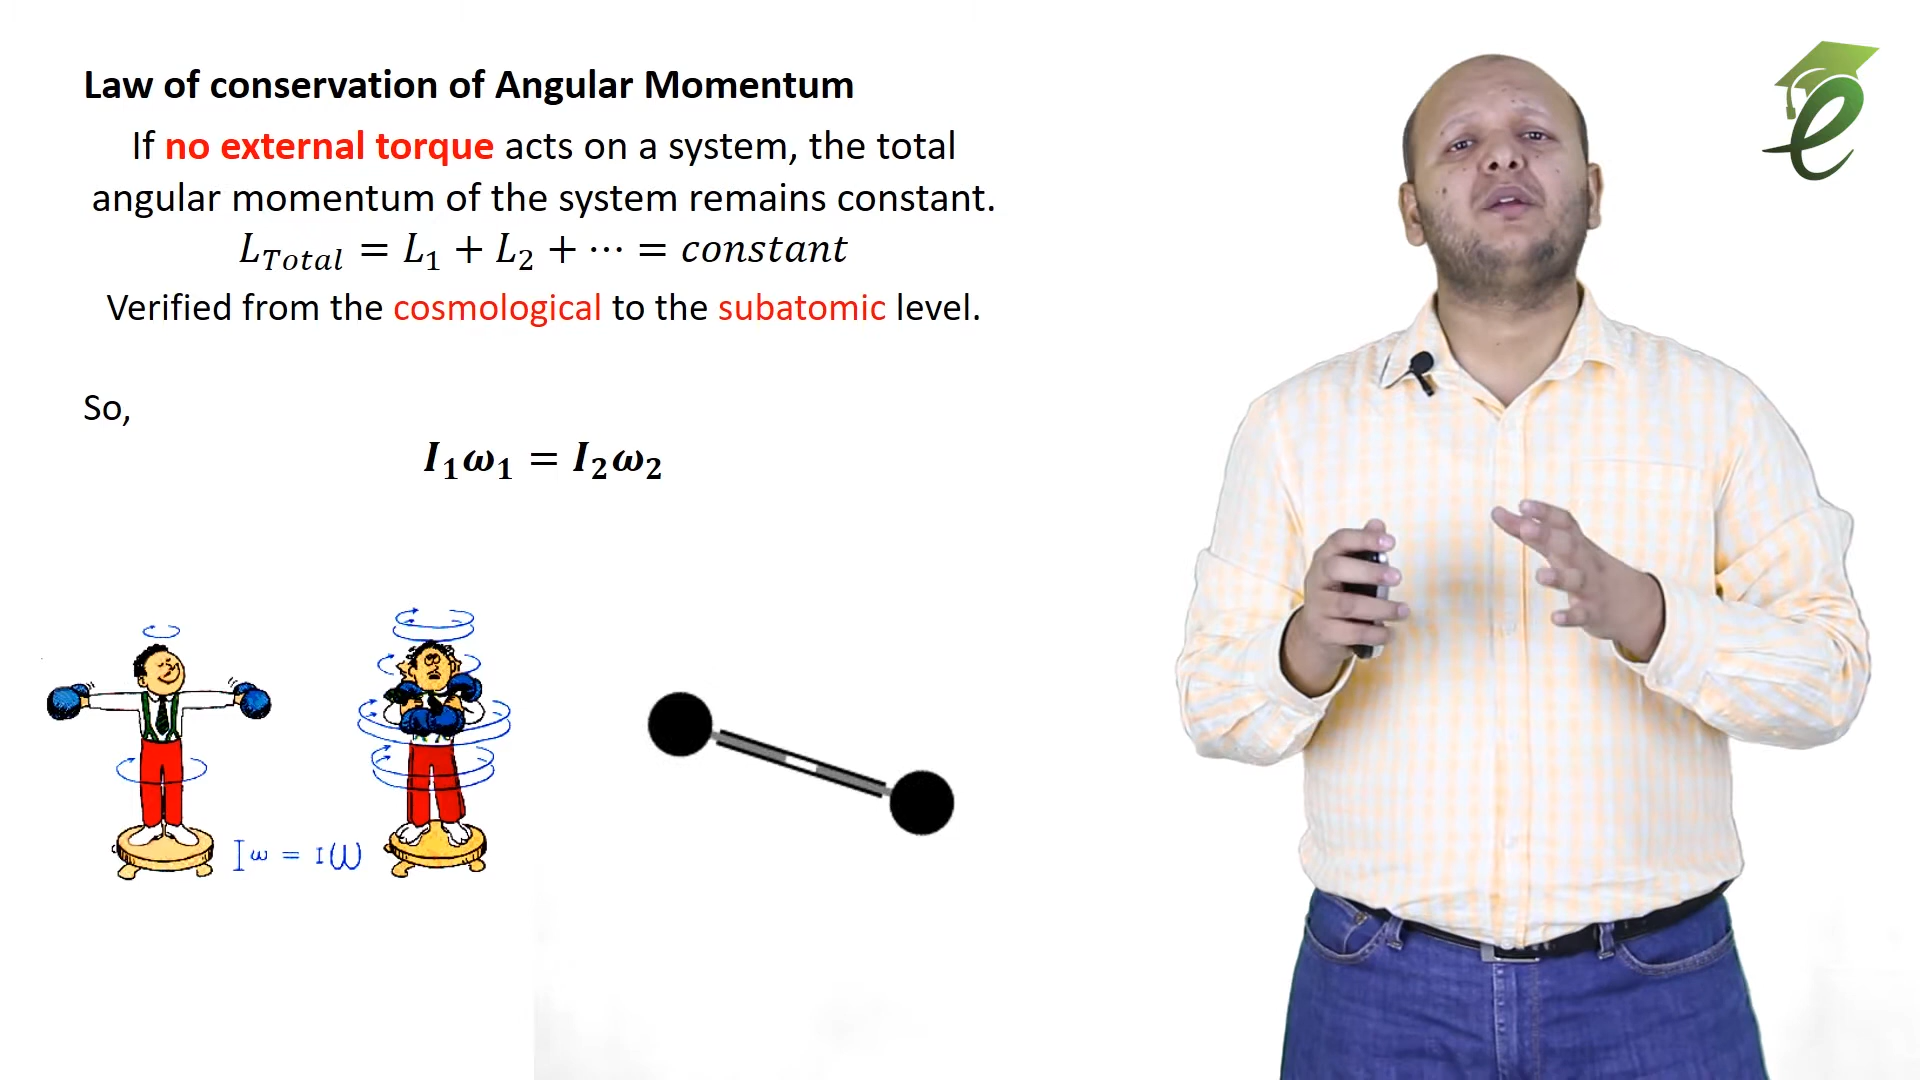 Law of conservation of Angular Momentum
If no external torque acts on a system, the total
angular momentum of the system remains constant.
L_Total = L_1 + L_2 + ⋯ = constant
Verified from the cosmological to the subatomic level.
So,
I_1ω_1 = I_2ω_2
Iω = Iω
e